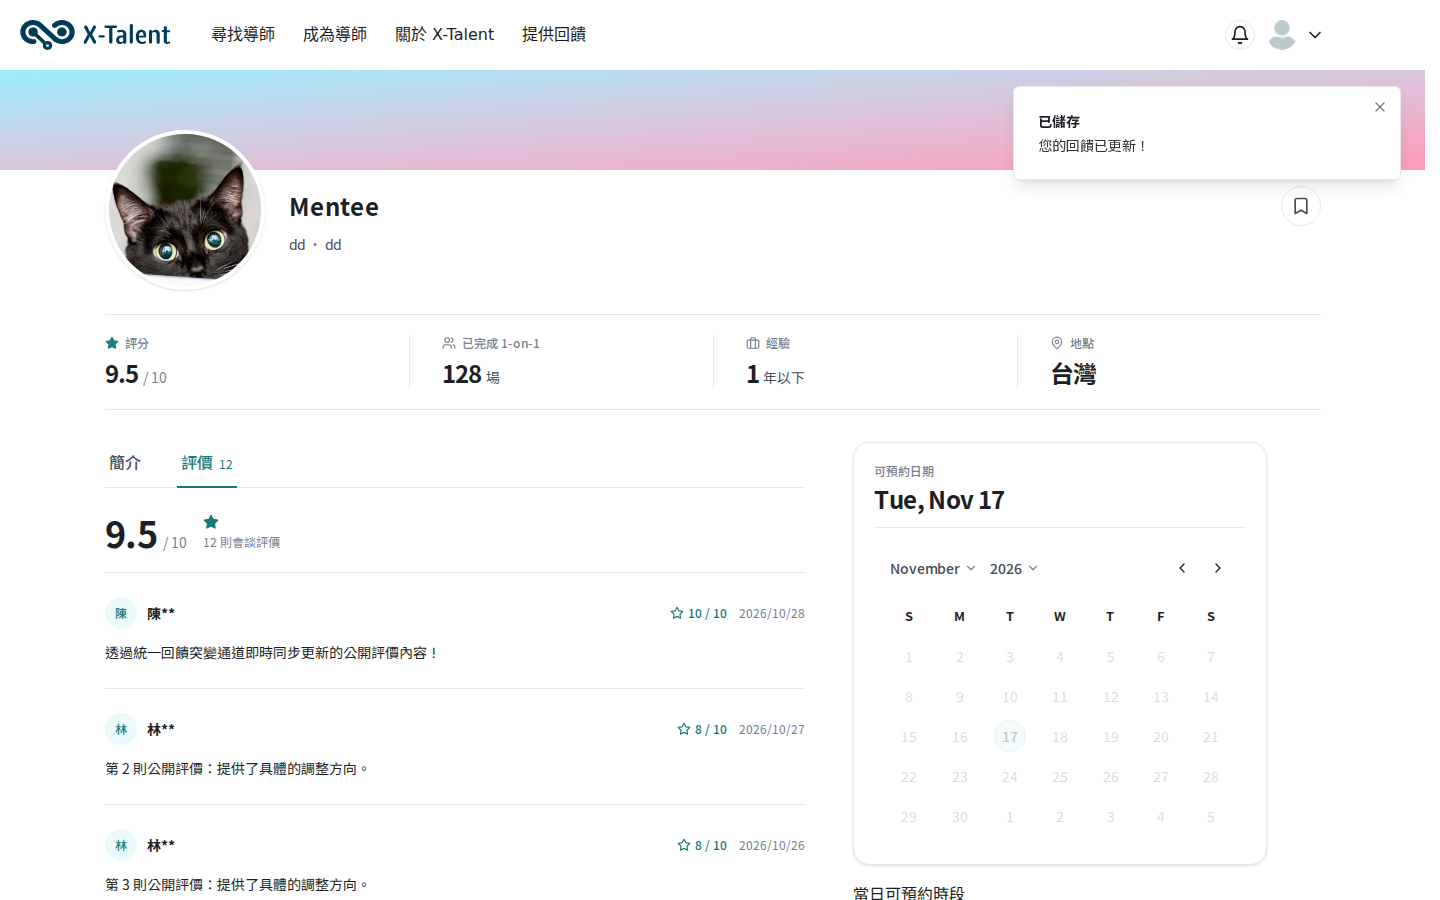 X-Talent
尋找導師 成為導師 關於 X-Talent 提供回饋
已儲存
您的回饋已更新！
Mentee
dd • dd
評分
9.5 / 10
已完成 1-on-1
128 場
經驗
1 年以下
地點
台灣
簡介 評價 12
9.5 / 10
12 則會談評價
陳 陳** 10 / 10 2026/10/28
透過統一回饋突變通道即時同步更新的公開評價內容！
林 林** 8 / 10 2026/10/27
第 2 則公開評價：提供了具體的調整方向。
林 林** 8 / 10 2026/10/26
第 3 則公開評價：提供了具體的調整方向。
可預約日期
Tue, Nov 17
November 2026
S M T W T F S
1 2 3 4 5 6 7
8 9 10 11 12 13 14
15 16 17 18 19 20 21
22 23 24 25 26 27 28
29 30 1 2 3 4 5
當日可預約時段